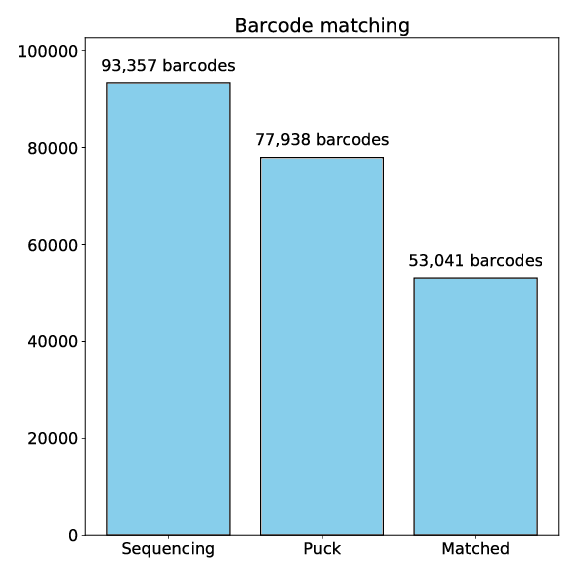 Barcode matching
100000
80000
60000
40000
20000
0
93,357 barcodes
77,938 barcodes
53,041 barcodes
Sequencing
Puck
Matched